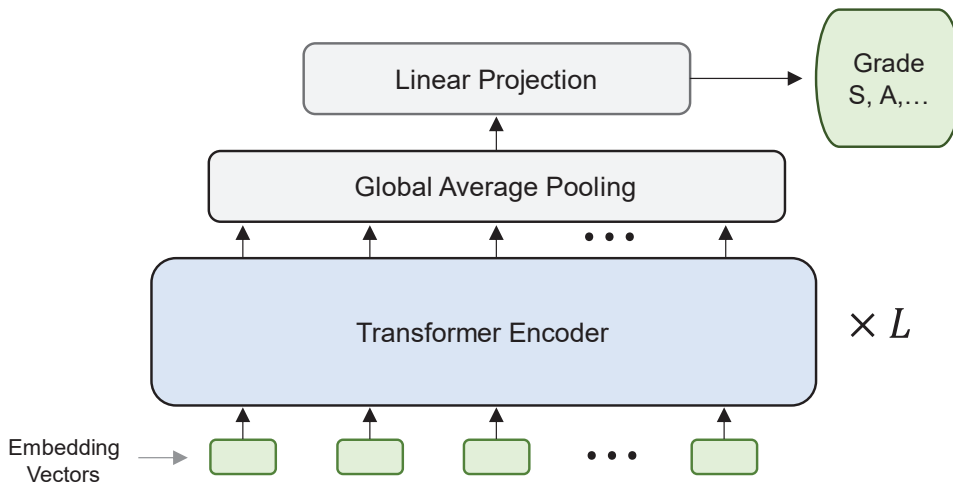 Linear Projection
Grade
S, A,…
Global Average Pooling
• • •
Transformer Encoder
× L
Embedding
Vectors
• • •